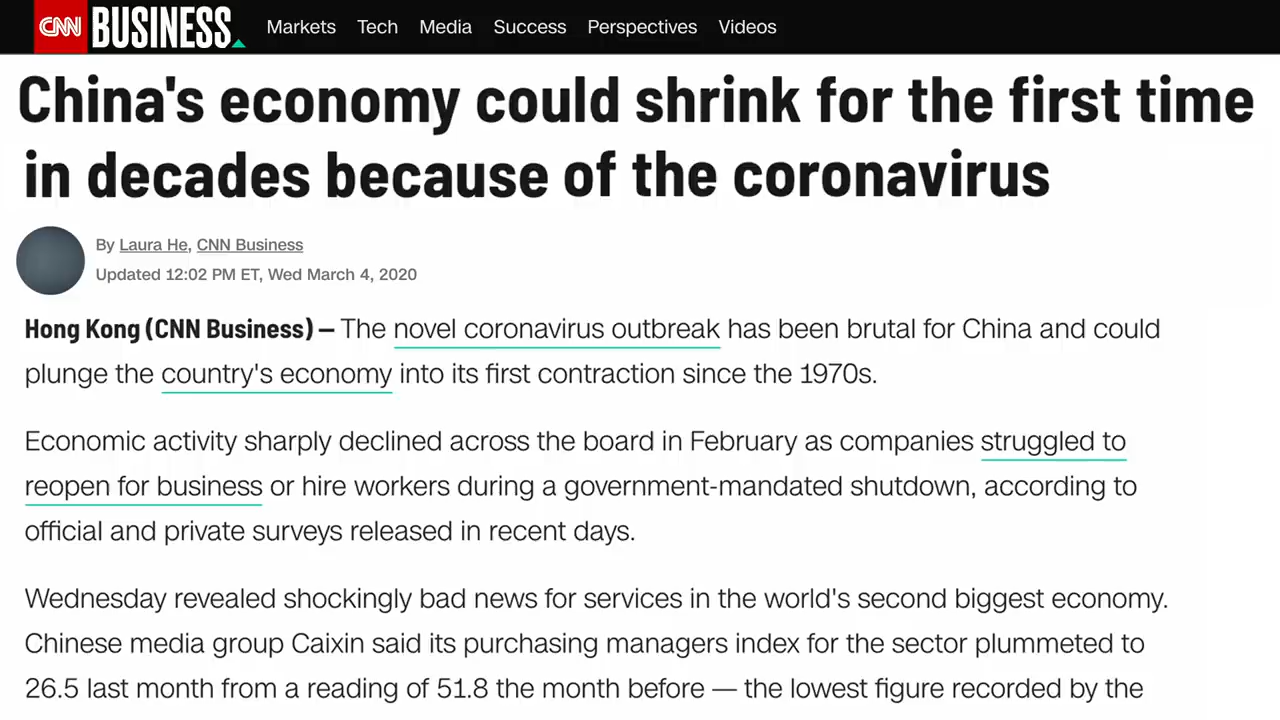 CNN BUSINESS Markets Tech Media Success Perspectives Videos
China's economy could shrink for the first time
in decades because of the coronavirus
By Laura He, CNN Business
Updated 12:02 PM ET, Wed March 4, 2020
Hong Kong (CNN Business) — The novel coronavirus outbreak has been brutal for China and could
plunge the country's economy into its first contraction since the 1970s.
Economic activity sharply declined across the board in February as companies struggled to
reopen for business or hire workers during a government-mandated shutdown, according to
official and private surveys released in recent days.
Wednesday revealed shockingly bad news for services in the world's second biggest economy.
Chinese media group Caixin said its purchasing managers index for the sector plummeted to
26.5 last month from a reading of 51.8 the month before — the lowest figure recorded by the